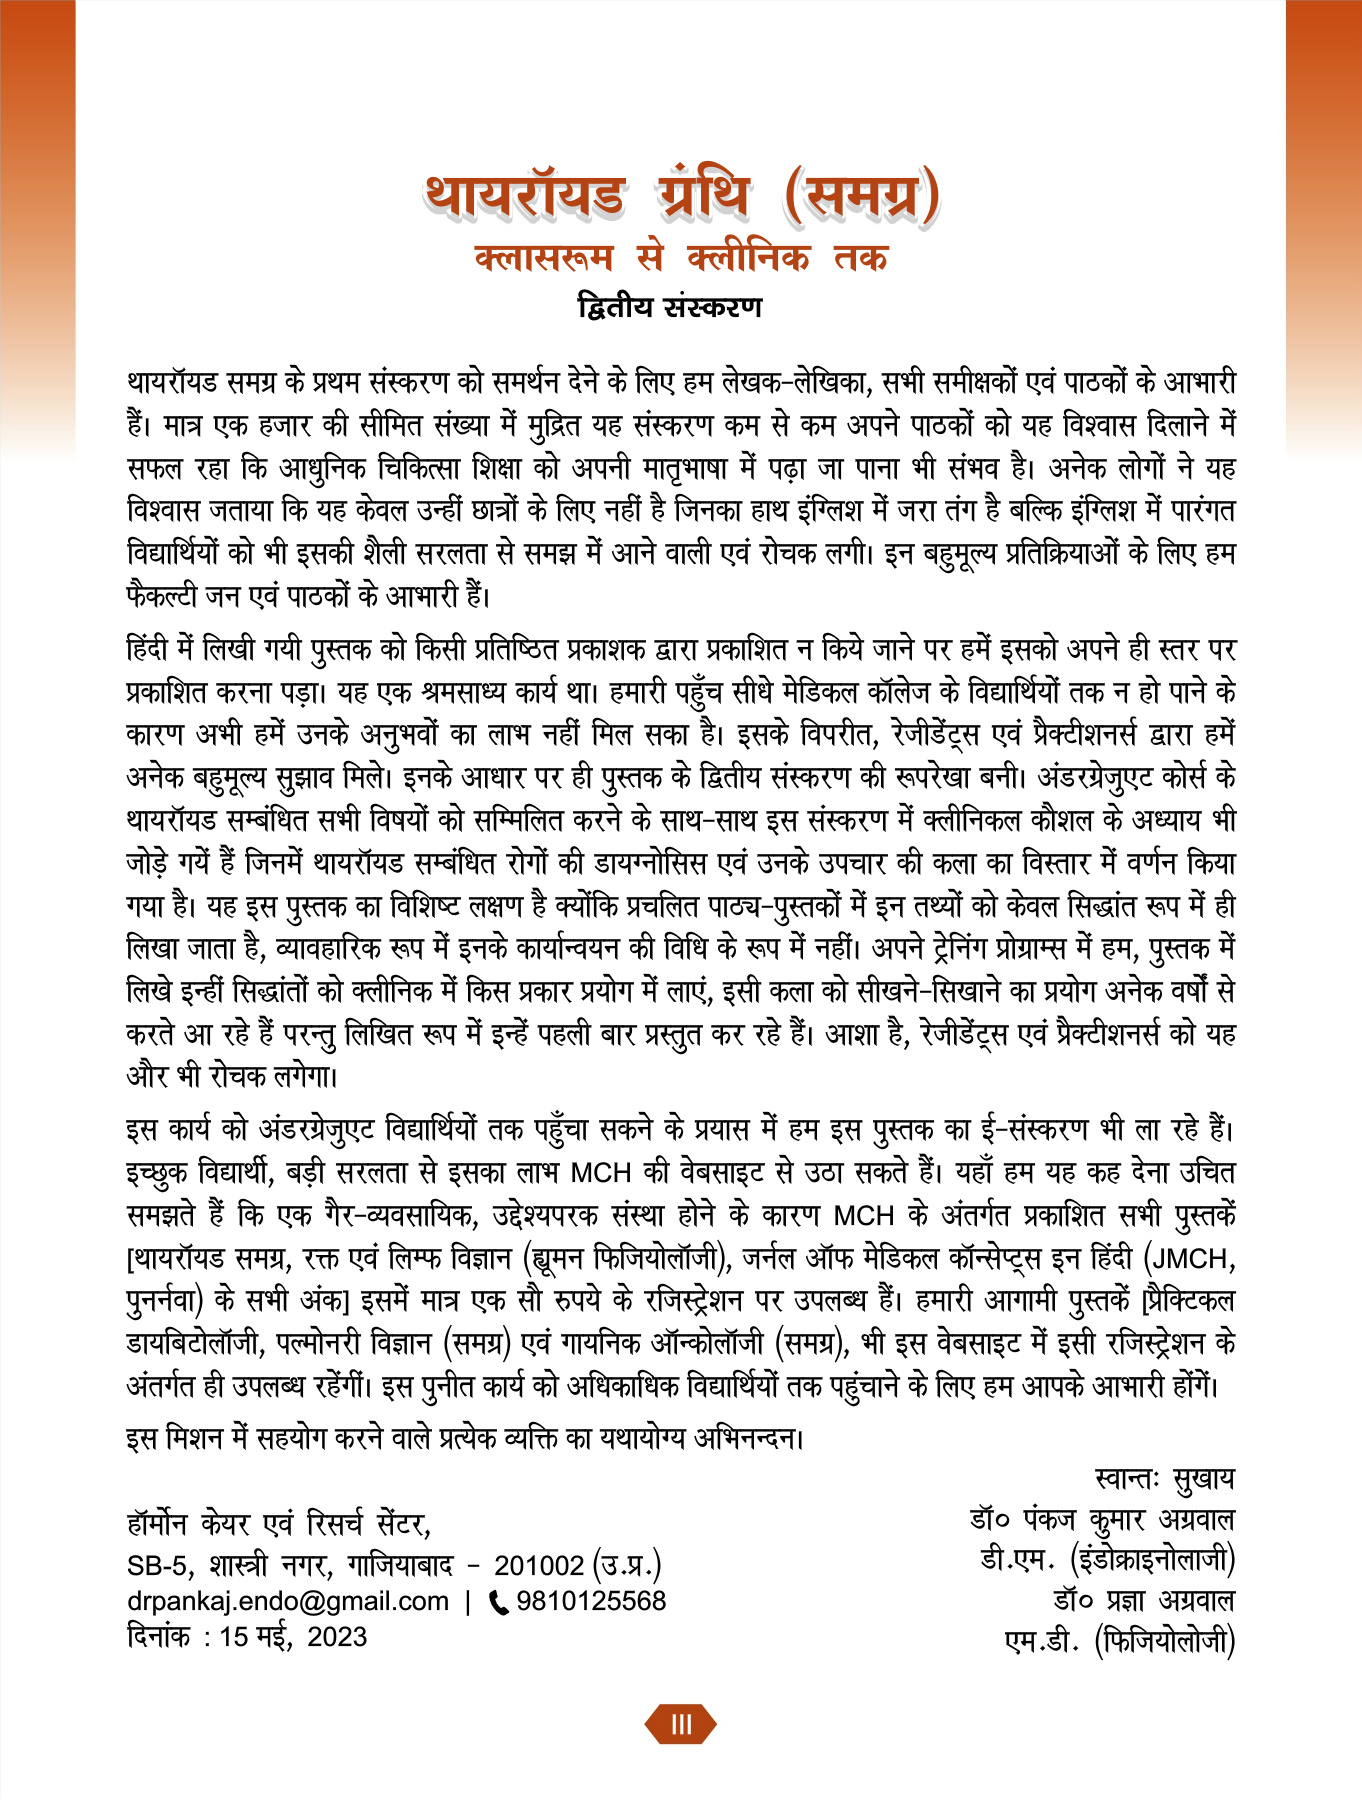 थायरॉयड ग्रंथि (समग्र)
क्लासरूम से क्लीनिक तक
द्वितीय संस्करण
थायरॉयड समग्र के प्रथम संस्करण को समर्थन देने के लिए हम लेखक-लेखिका, सभी समीक्षकों एवं पाठकों के आभारी
हैं। मात्र एक हजार की सीमित संख्या में मुद्रित यह संस्करण कम से कम अपने पाठकों को यह विश्वास दिलाने में
सफल रहा कि आधुनिक चिकित्सा शिक्षा को अपनी मातृभाषा में पढ़ा जा पाना भी संभव है। अनेक लोगों ने यह
विश्वास जताया कि यह केवल उन्हीं छात्रों के लिए नहीं है जिनका हाथ इंग्लिश में जरा तंग है बल्कि इंग्लिश में पारंगत
विद्यार्थियों को भी इसकी शैली सरलता से समझ में आने वाली एवं रोचक लगी। इन बहुमूल्य प्रतिक्रियाओं के लिए हम
फैकल्टी जन एवं पाठकों के आभारी हैं।
हिंदी में लिखी गयी पुस्तक को किसी प्रतिष्ठित प्रकाशक द्वारा प्रकाशित न किये जाने पर हमें इसको अपने ही स्तर पर
प्रकाशित करना पड़ा। यह एक श्रमसाध्य कार्य था। हमारी पहुँच सीधे मेडिकल कॉलेज के विद्यार्थियों तक न हो पाने के
कारण अभी हमें उनके अनुभवों का लाभ नहीं मिल सका है। इसके विपरीत, रेजीडेंट्स एवं प्रैक्टीशनर्स द्वारा हमें
अनेक बहुमूल्य सुझाव मिले। इनके आधार पर ही पुस्तक के द्वितीय संस्करण की रूपरेखा बनी। अंडरग्रेजुएट कोर्स के
थायरॉयड सम्बंधित सभी विषयों को सम्मिलित करने के साथ-साथ इस संस्करण में क्लीनिकल कौशल के अध्याय भी
जोड़े गयें हैं जिनमें थायरॉयड सम्बंधित रोगों की डायग्नोसिस एवं उनके उपचार की कला का विस्तार में वर्णन किया
गया है। यह इस पुस्तक का विशिष्ट लक्षण है क्योंकि प्रचलित पाठ्य-पुस्तकों में इन तथ्यों को केवल सिद्धांत रूप में ही
लिखा जाता है, व्यावहारिक रूप में इनके कार्यान्वयन की विधि के रूप में नहीं। अपने ट्रेनिंग प्रोग्राम्स में हम, पुस्तक में
लिखे इन्हीं सिद्धांतों को क्लीनिक में किस प्रकार प्रयोग में लाएं, इसी कला को सीखने-सिखाने का प्रयोग अनेक वर्षों से
करते आ रहे हैं परन्तु लिखित रूप में इन्हें पहली बार प्रस्तुत कर रहे हैं। आशा है, रेजीडेंट्स एवं प्रैक्टीशनर्स को यह
और भी रोचक लगेगा।
इस कार्य को अंडरग्रेजुएट विद्यार्थियों तक पहुँचा सकने के प्रयास में हम इस पुस्तक का ई-संस्करण भी ला रहे हैं।
इच्छुक विद्यार्थी, बड़ी सरलता से इसका लाभ MCH की वेबसाइट से उठा सकते हैं। यहाँ हम यह कह देना उचित
समझते हैं कि एक गैर-व्यवसायिक, उद्देश्यपरक संस्था होने के कारण MCH के अंतर्गत प्रकाशित सभी पुस्तकें
[थायरॉयड समग्र, रक्त एवं लिम्फ विज्ञान (ह्यूमन फिजियोलॉजी), जर्नल ऑफ मेडिकल कॉन्सेप्ट्स इन हिंदी (JMCH,
पुनर्नवा) के सभी अंक] इसमें मात्र एक सौ रुपये के रजिस्ट्रेशन पर उपलब्ध हैं। हमारी आगामी पुस्तकें [प्रैक्टिकल
डायबिटोलॉजी, पल्मोनरी विज्ञान (समग्र) एवं गायनिक ऑन्कोलॉजी (समग्र), भी इस वेबसाइट में इसी रजिस्ट्रेशन के
अंतर्गत ही उपलब्ध रहेंगीं। इस पुनीत कार्य को अधिकाधिक विद्यार्थियों तक पहुंचाने के लिए हम आपके आभारी होंगें।
इस मिशन में सहयोग करने वाले प्रत्येक व्यक्ति का यथायोग्य अभिनन्दन।
स्वान्तः सुखाय
डॉ० पंकज कुमार अग्रवाल
डी.एम. (इंडोक्राइनोलाजी)
डॉ० प्रज्ञा अग्रवाल
एम.डी. (फिजियोलोजी)
हॉर्मोन केयर एवं रिसर्च सेंटर,
SB-5, शास्त्री नगर, गाजियाबाद - 201002 (उ.प्र.)
drpankaj.endo@gmail.com | 9810125568
दिनांक : 15 मई, 2023
III